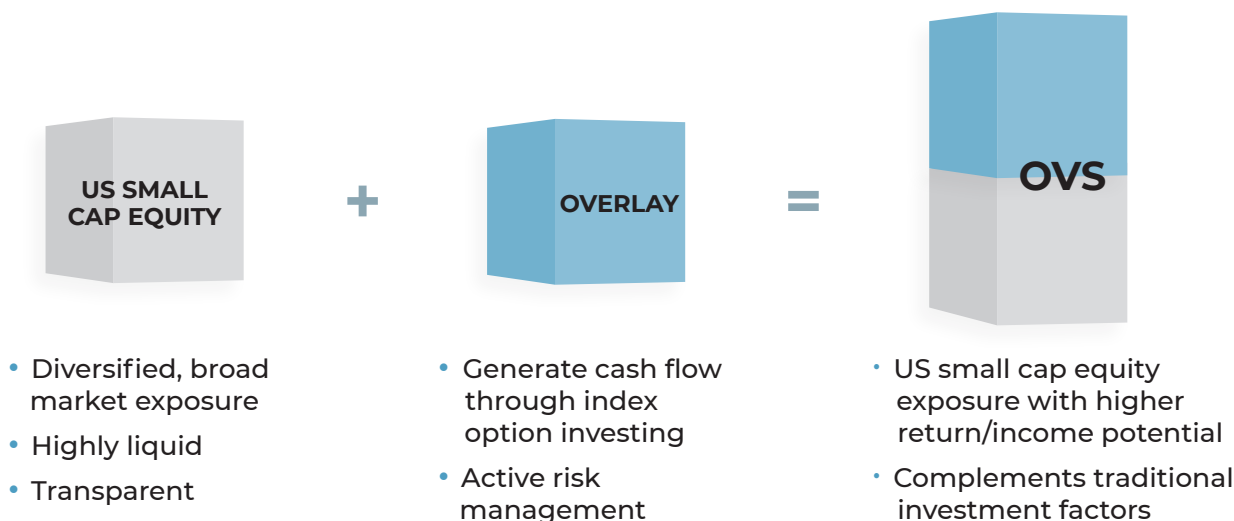 US SMALL
CAP EQUITY
+
OVERLAY
=
OVS
• Diversified, broad
market exposure
• Highly liquid
• Transparent
• Generate cash flow
through index
option investing
• Active risk
management
• US small cap equity
exposure with higher
return/income potential
• Complements traditional
investment factors